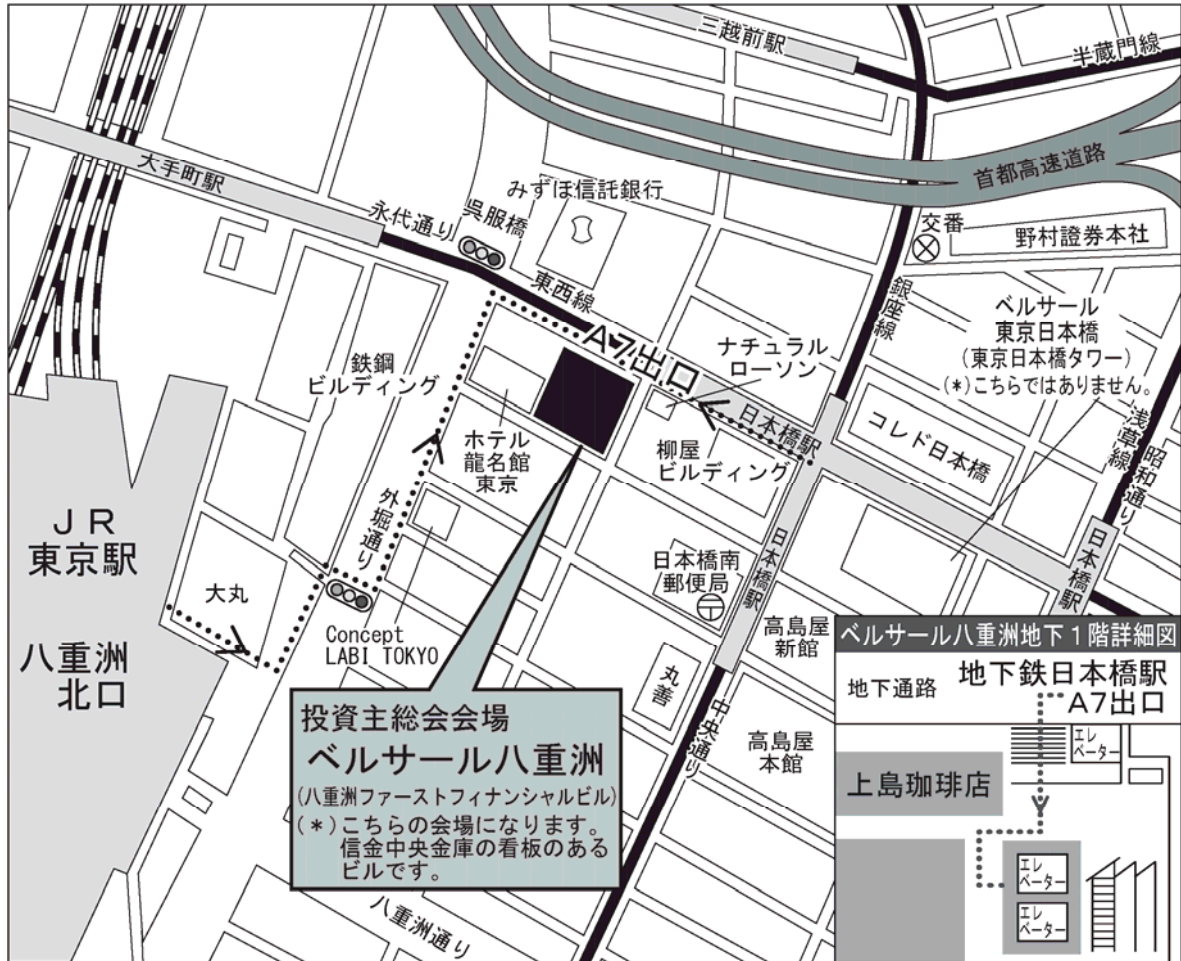 三越前駅
半蔵門線
首都高速道路
大手町駅
永代通り
呉服橋
みずほ信託銀行
交番
野村證券本社
東西線
銀座線
ベルサール
東京日本橋
(東京日本橋タワー)
(*)こちらではありません。
A7出口
ナチュラル
ローソン
鉄鋼
ビルディング
日本橋駅
コレド日本橋
浅草線
昭和通り
ホテル
龍名館
東京
柳屋
ビルディング
外堀通り
JR
東京駅
八重洲
北口
大丸
日本橋南
郵便局
日本橋駅
日本橋駅
Concept
LABI TOKYO
高島屋
新館
丸善
中央通り
高島屋
本館
投資主総会会場
ベルサール八重洲
(八重洲ファーストフィナンシャルビル)
(*)こちらの会場になります。
信金中央金庫の看板のある
ビルです。
八重洲通り
ベルサール八重洲地下1階詳細図
地下通路
地下鉄日本橋駅
A7出口
エレ
ベーター
上島珈琲店
エレ
ベーター
エレ
ベーター